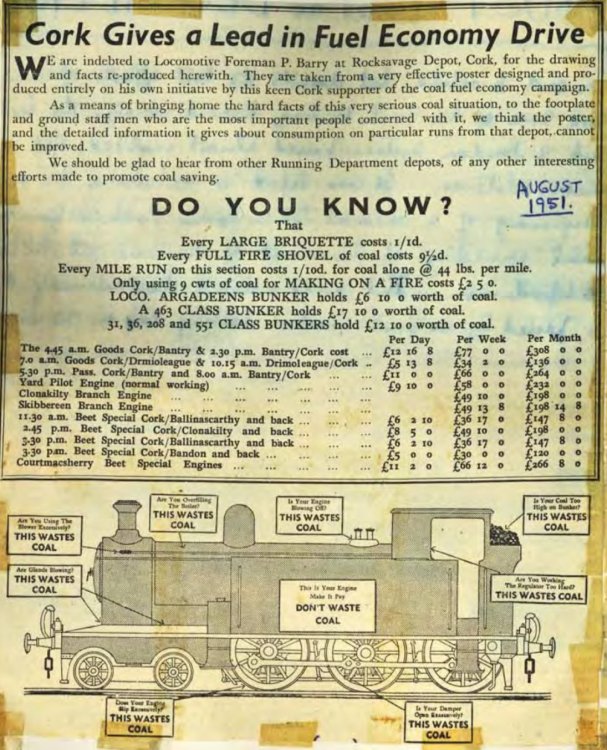 Cork Gives a Lead in Fuel Economy Drive
WE are indebted to Locomotive Foreman P. Barry at Rocksavage Depot, Cork, for the drawing
and facts re-produced herewith. They are taken from a very effective poster designed and pro-
duced entirely on his own initiative by this keen Cork supporter of the coal fuel economy campaign.
As a means of bringing home the hard facts of this very serious coal situation, to the footplate
and ground staff men who are the most important people concerned with it, we think the poster,
and the detailed information it gives about consumption on particular runs from that depot, cannot
be improved.
We should be glad to hear from other Running Department depots, of any other interesting
efforts made to promote coal saving.
AUGUST
1951.
DO YOU KNOW?
That
Every LARGE BRIQUETTE costs 1/1d.
Every FULL FIRE SHOVEL of coal costs 9½d.
Every MILE RUN on this section costs 1/10d. for coal alone @ 44 lbs. per mile.
Only using 9 cwts of coal for MAKING ON A FIRE costs £2 5 0.
LOCO. ARGADEENS BUNKER holds £6 10 0 worth of coal.
A 463 CLASS BUNKER holds £17 10 0 worth of coal.
31, 36, 208 and 551 CLASS BUNKERS hold £12 10 0 worth of coal.
Per Day Per Week Per Month
The 4.45 a.m. Goods Cork/Bantry & 2.30 p.m. Bantry/Cork cost ... £12 16 8 £77 0 0 £308 0 0
7.0 a.m. Goods Cork/Drmioleague & 10.15 a.m. Drimoleague/Cork .. £5 13 8 £34 2 0 £136 0 0
5.30 p.m. Pass. Cork/Bantry and 8.00 a.m. Bantry/Cork ... ... £11 0 0 £66 0 0 £264 0 0
Yard Pilot Engine (normal working) ... ... ... ... £9 10 0 £58 0 0 £232 0 0
Clonakilty Branch Engine ... ... ... ... ... £49 10 0 £198 0 0
Skibbereen Branch Engine ... ... ... ... ... £49 13 8 £198 14 8
11.30 a.m. Beet Special Cork/Ballinascarthy and back ... ... ... £6 2 10 £36 17 0 £147 8 0
2.45 p.m. Beet Special Cork/Clonakilty and back ... ... ... £8 5 0 £49 10 0 £198 0 0
3.30 p.m. Beet Special Cork/Ballinascarthy and back ... ... ... £6 2 10 £36 17 0 £147 8 0
3.30 p.m. Beet Special Cork/Bandon and back ... ... ... ... £5 0 0 £30 0 0 £120 0 0
Courtmacsherry Beet Special Engines ... ... ... ... £11 2 0 £66 12 0 £266 8 0
Are You Using The
Blower Excessively?
THIS WASTES
COAL
Are You Overfilling
The Boiler?
THIS WASTES
COAL
Is Your Engine
Blowing Off?
THIS WASTES
COAL
Is Your Coal Too
High on Bunker?
THIS WASTES
COAL
Are Glands Blowing?
THIS WASTES
COAL
This Is Your Engine
Make It Pay
DON'T WASTE
COAL
Are You Working
The Regulator Too Hard?
THIS WASTES COAL
Does Your Engine
Slip Excessively?
THIS WASTES
COAL
Is Your Damper
Open Excessively?
THIS WASTES
COAL